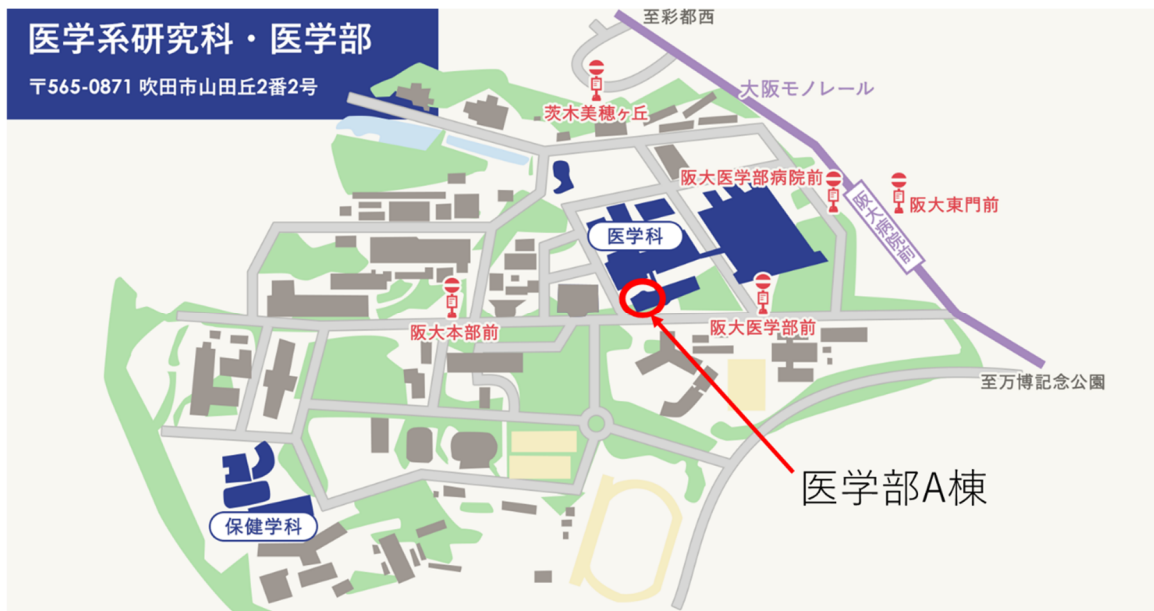 医学系研究科・医学部
〒565-0871 吹田市山田丘2番2号
至彩都西
大阪モノレール
茨木美穂ヶ丘
阪大医学部病院前
阪大東門前
阪大病院前
医学科
阪大本部前
阪大医学部前
至万博記念公園
医学部A棟
保健学科